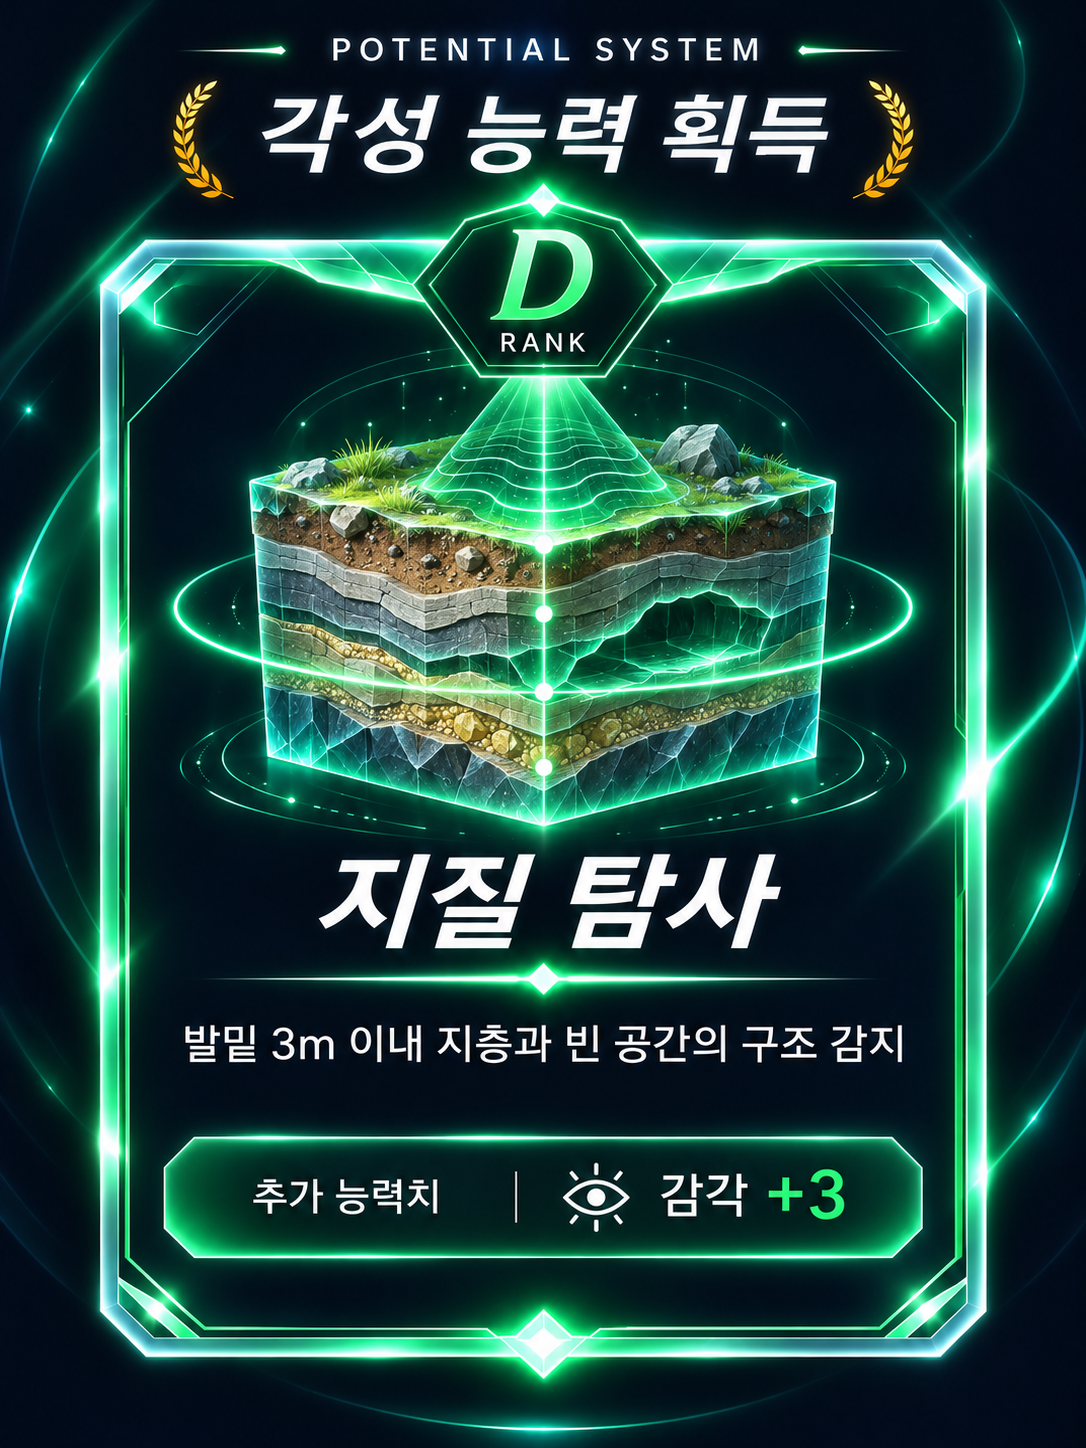 POTENTIAL SYSTEM
각성 능력 획득
D
RANK
지질 탐사
발밑 3m 이내 지층과 빈 공간의 구조 감지
추가 능력치 | 감각 +3